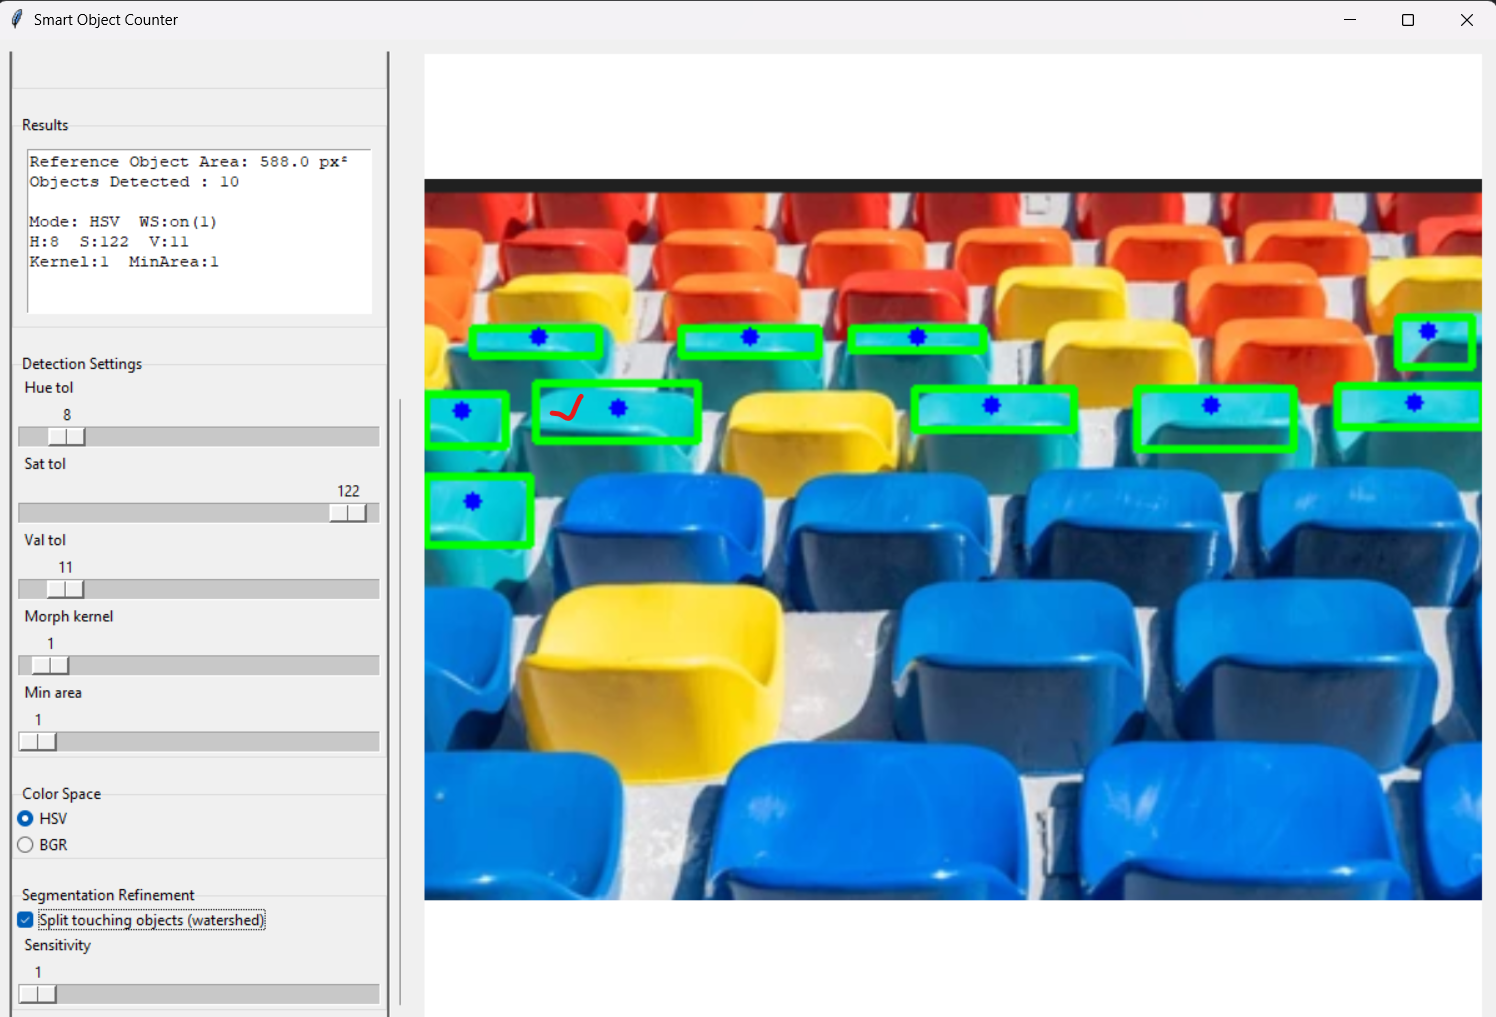 Smart Object Counter
Results
Reference Object Area: 588.0 px²
Objects Detected : 10
Mode: HSV  WS:on(1)
H:8  S:122  V:11
Kernel:1  MinArea:1
Detection Settings
Hue tol
8
Sat tol
122
Val tol
11
Morph kernel
1
Min area
1
Color Space
HSV
BGR
Segmentation Refinement
Split touching objects (watershed)
Sensitivity
1